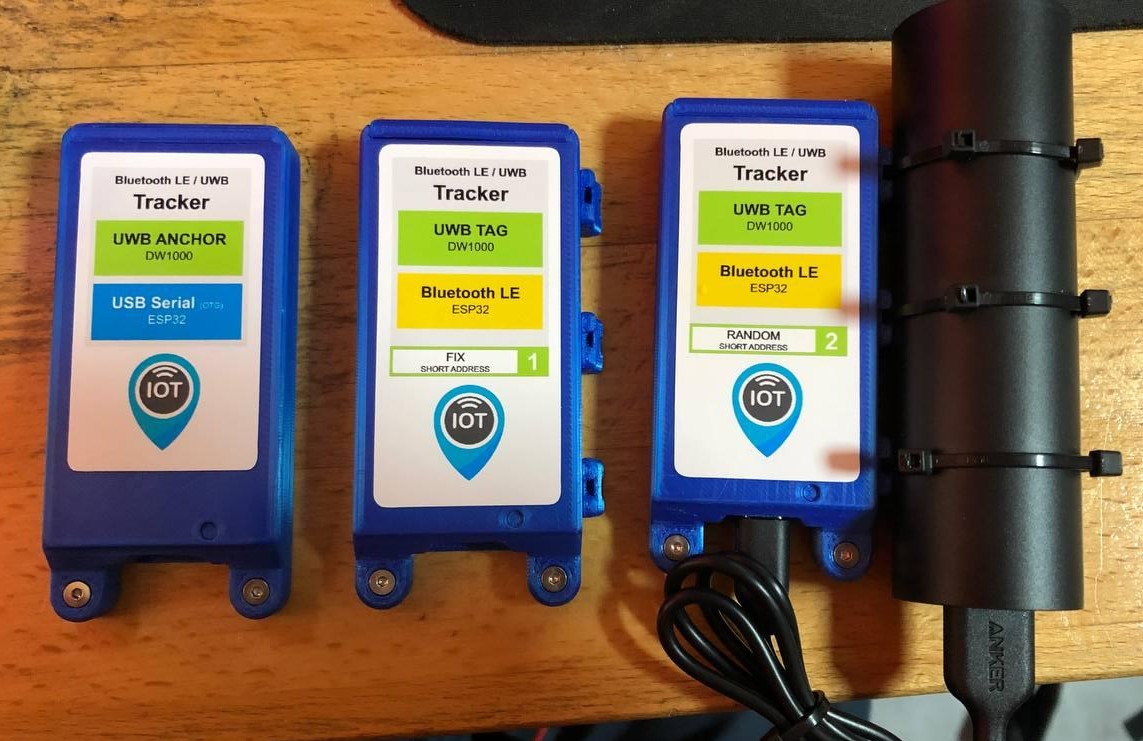 Bluetooth LE / UWB
Tracker
UWB ANCHOR
DW1000
USB Serial (OTG)
ESP32
IOT
Bluetooth LE / UWB
Tracker
UWB TAG
DW1000
Bluetooth LE
ESP32
FIX
SHORT ADDRESS
1
IOT
Bluetooth LE / UWB
Tracker
UWB TAG
DW1000
Bluetooth LE
ESP32
RANDOM
SHORT ADDRESS
2
IOT
ANKER